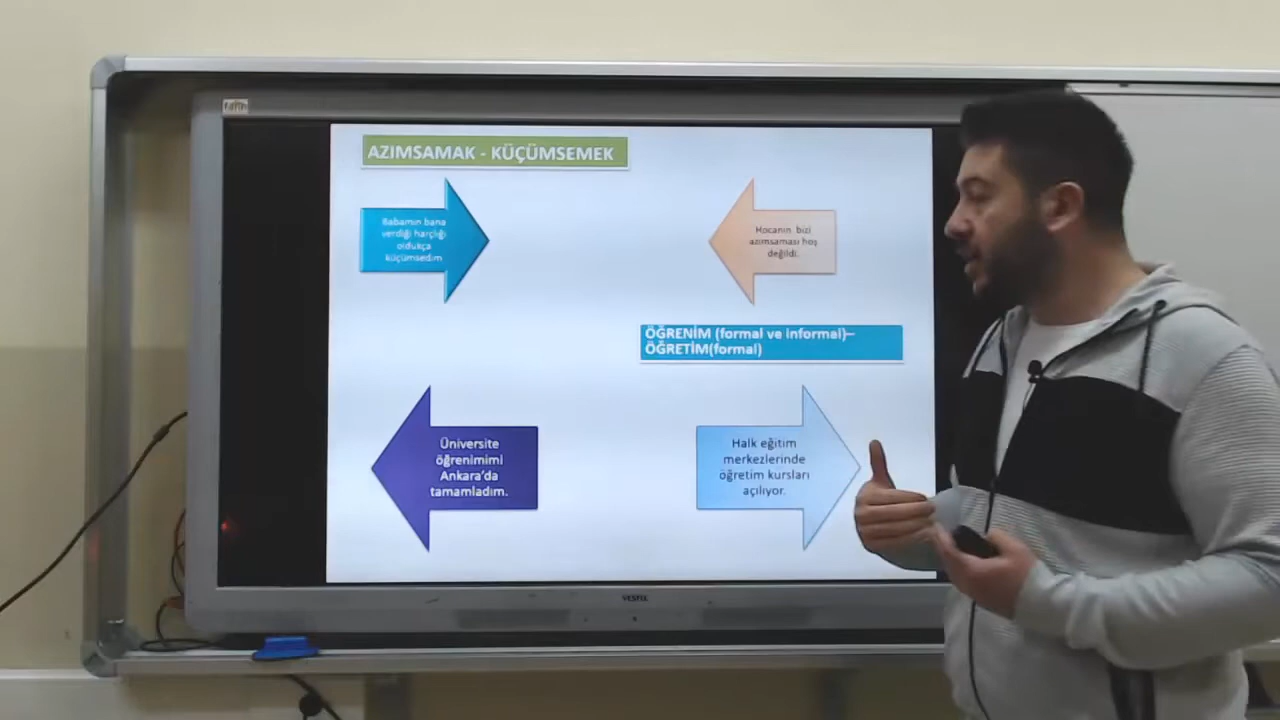 fatih
AZIMSAMAK - KÜÇÜMSEMEK
Babamın bana
verdiği harçlığı
oldukça
küçümsedim
Hocanın bizi
azımsaması hoş
değildi.
ÖĞRENİM (formal ve informal)–
ÖĞRETİM(formal)
Üniversite
öğrenimimi
Ankara'da
tamamladım.
Halk eğitim
merkezlerinde
öğretim kursları
açılıyor.
VESTEL